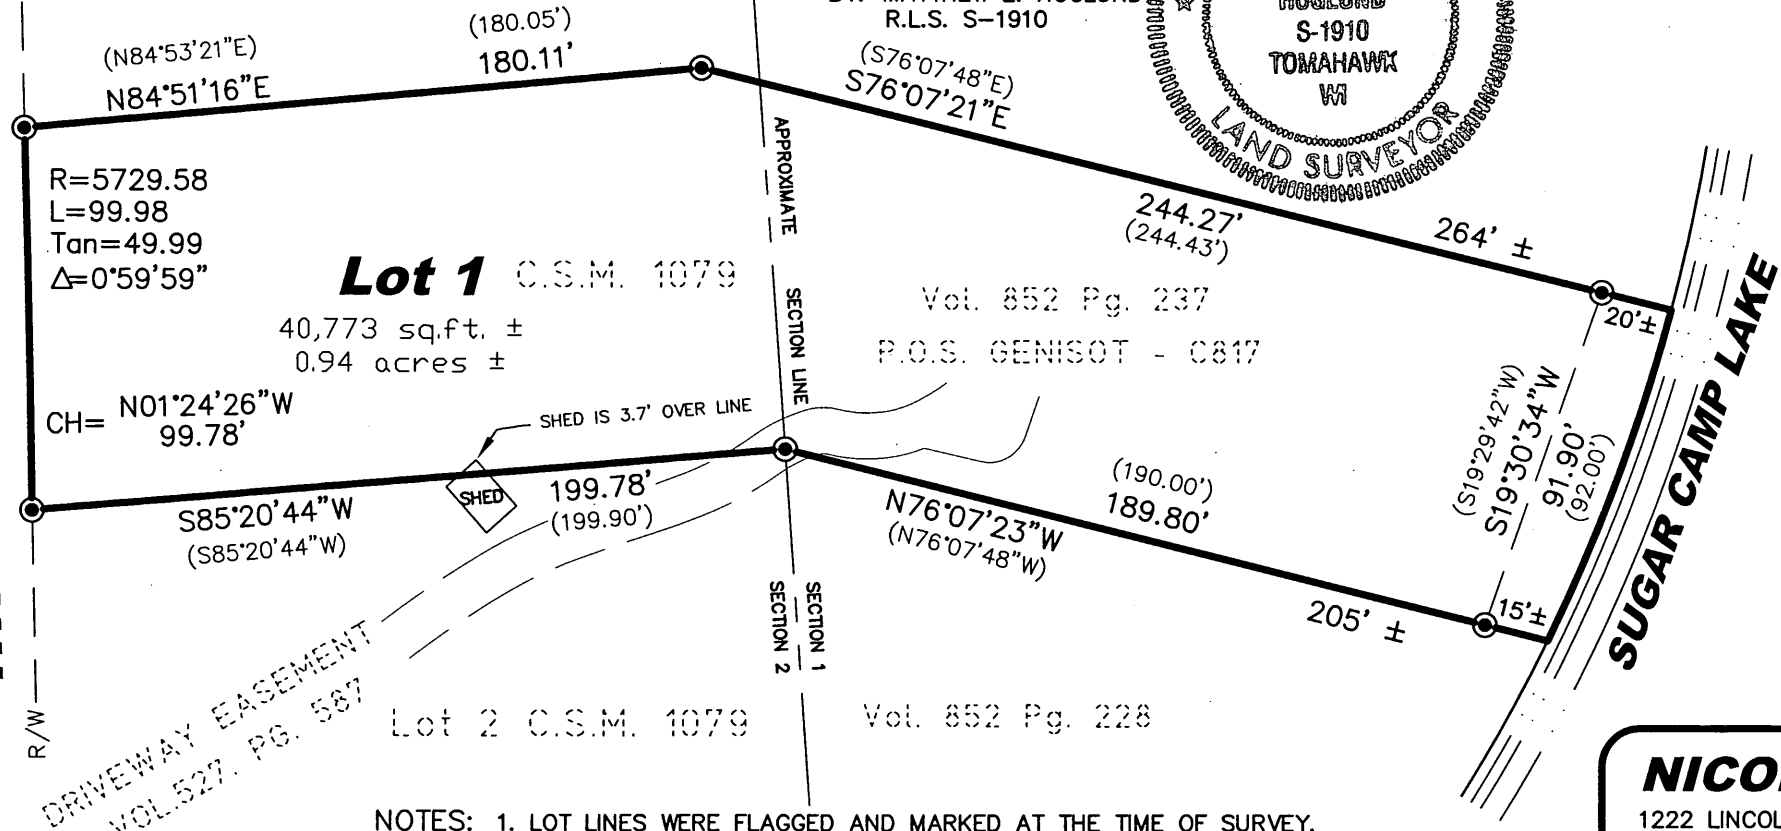 R.L.S. S-1910
S-1910
TOMAHAWK
WI
LAND SURVEYOR
(N84°53'21"E)
N84°51'16"E
(180.05')
180.11'
(S76°07'48"E)
S76°07'21"E
244.27'
(244.43')
264' ±
20'±
R=5729.58
L=99.98
Tan=49.99
Δ=0°59'59"
Lot 1 C.S.M. 1079
40,773 sq.ft. ±
0.94 acres ±
APPROXIMATE SECTION LINE
Vol. 852 Pg. 237
P.O.S. GENISOT - C817
CH= N01°24'26"W
99.78'
SHED IS 3.7' OVER LINE
SHED
S85°20'44"W
(S85°20'44"W)
199.78'
(199.90')
(190.00')
189.80'
N76°07'23"W
(N76°07'48"W)
205' ±
15'±
(S19°29'42"W)
S19°30'34"W
91.90'
(92.00')
SUGAR CAMP LAKE
SECTION 1
SECTION 2
R/W
DRIVEWAY EASEMENT
VOL.527. PG. 587
Lot 2 C.S.M. 1079
Vol. 852 Pg. 228
NOTES: 1. LOT LINES WERE FLAGGED AND MARKED AT THE TIME OF SURVEY.
NICO
1222 LINCOL